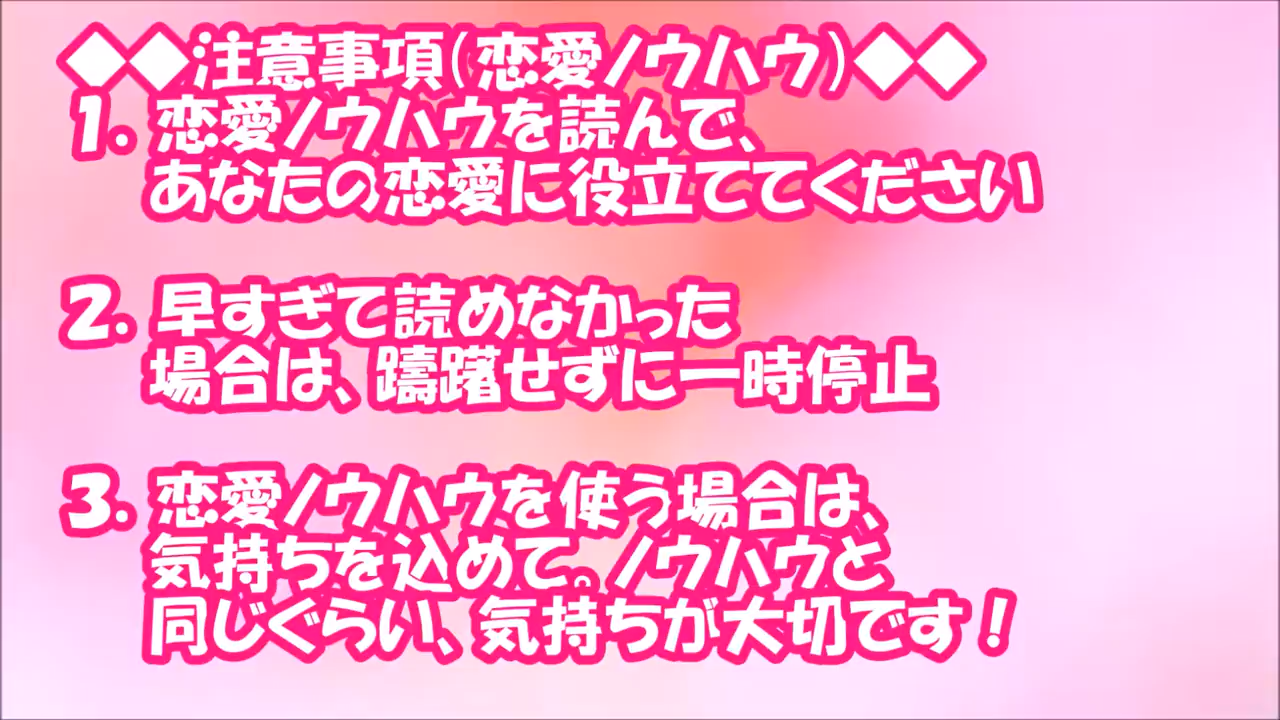 ◆◆注意事項(恋愛ノウハウ)◆◆
1. 恋愛ノウハウを読んで、
あなたの恋愛に役立ててください
2. 早すぎて読めなかった
場合は、躊躇せずに一時停止
3. 恋愛ノウハウを使う場合は、
気持ちを込めて。ノウハウと
同じぐらい、気持ちが大切です！